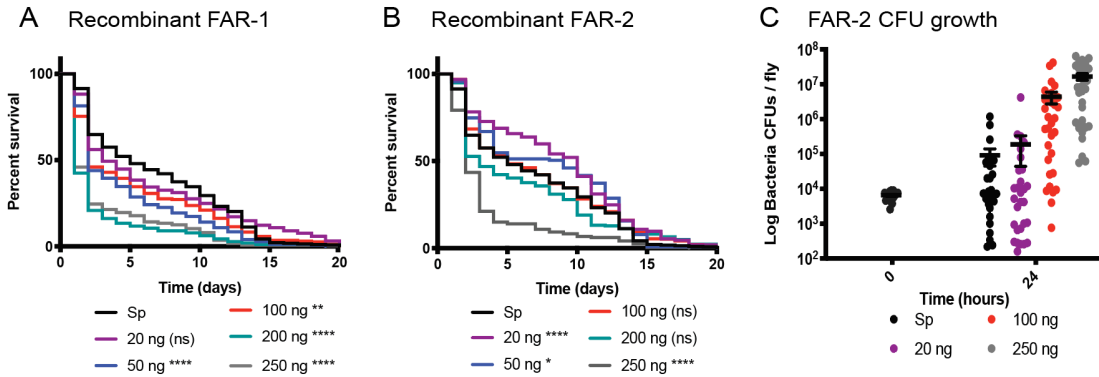 A Recombinant FAR-1
Percent survival
100
50
0
0 5 10 15 20
Time (days)
Sp
20 ng (ns)
50 ng ****
100 ng **
200 ng ****
250 ng ****
B Recombinant FAR-2
Percent survival
100
50
0
0 5 10 15 20
Time (days)
Sp
20 ng ****
50 ng *
100 ng (ns)
200 ng (ns)
250 ng ****
C FAR-2 CFU growth
Log Bacteria CFUs / fly
10⁸
10⁷
10⁶
10⁵
10⁴
10³
10²
0 24
Time (hours)
Sp
20 ng
100 ng
250 ng